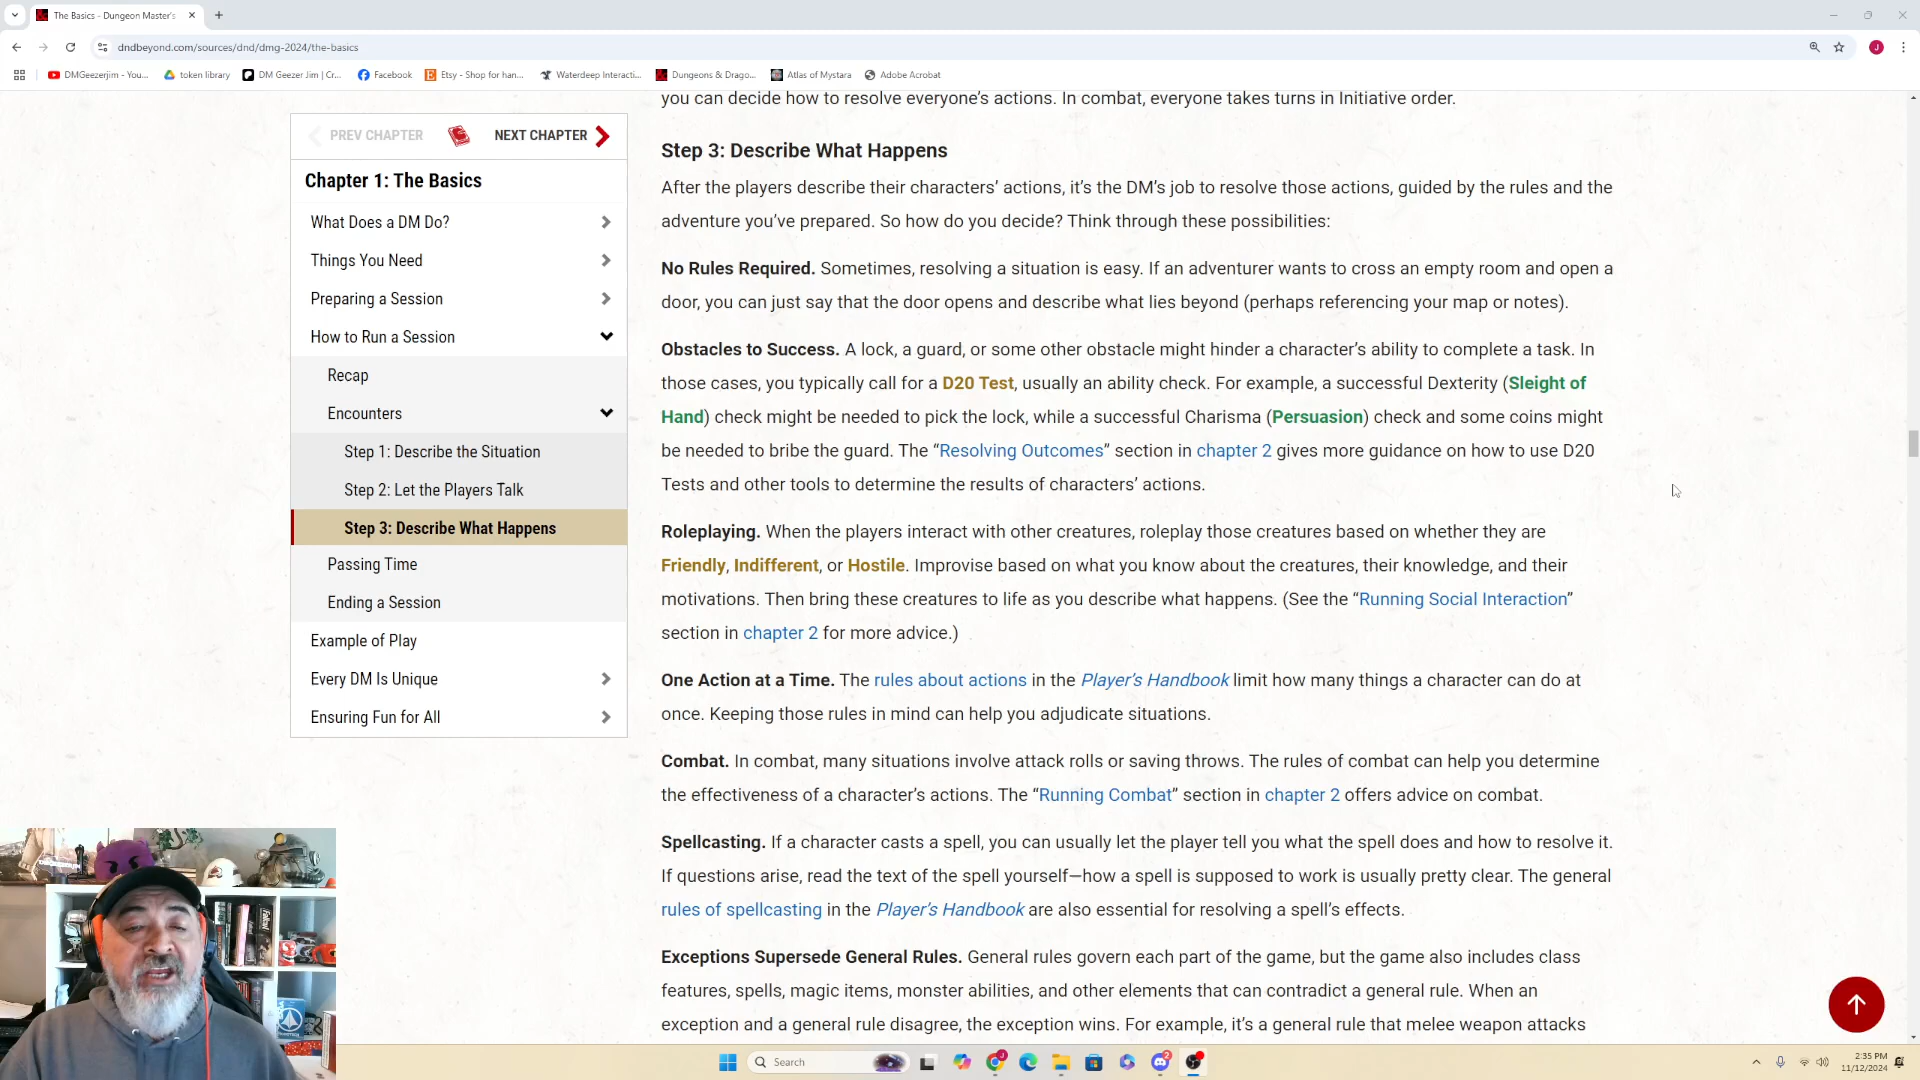 The Basics - Dungeon Master's
dndbeyond.com/sources/dnd/dmg-2024/the-basics
J
DMGeezerjim - You...
token library
DM Geezer Jim | Cr...
Facebook
Etsy - Shop for han...
Waterdeep Interacti...
Dungeons & Drago...
Atlas of Mystara
Adobe Acrobat
PREV CHAPTER
NEXT CHAPTER
Chapter 1: The Basics
What Does a DM Do?
Things You Need
Preparing a Session
How to Run a Session
Recap
Encounters
Step 1: Describe the Situation
Step 2: Let the Players Talk
Step 3: Describe What Happens
Passing Time
Ending a Session
Example of Play
Every DM Is Unique
Ensuring Fun for All
you can decide how to resolve everyone’s actions. In combat, everyone takes turns in Initiative order.
Step 3: Describe What Happens
After the players describe their characters’ actions, it’s the DM’s job to resolve those actions, guided by the rules and the
adventure you’ve prepared. So how do you decide? Think through these possibilities:
No Rules Required. Sometimes, resolving a situation is easy. If an adventurer wants to cross an empty room and open a
door, you can just say that the door opens and describe what lies beyond (perhaps referencing your map or notes).
Obstacles to Success. A lock, a guard, or some other obstacle might hinder a character’s ability to complete a task. In
those cases, you typically call for a D20 Test, usually an ability check. For example, a successful Dexterity (Sleight of
Hand) check might be needed to pick the lock, while a successful Charisma (Persuasion) check and some coins might
be needed to bribe the guard. The “Resolving Outcomes” section in chapter 2 gives more guidance on how to use D20
Tests and other tools to determine the results of characters’ actions.
Roleplaying. When the players interact with other creatures, roleplay those creatures based on whether they are
Friendly, Indifferent, or Hostile. Improvise based on what you know about the creatures, their knowledge, and their
motivations. Then bring these creatures to life as you describe what happens. (See the “Running Social Interaction”
section in chapter 2 for more advice.)
One Action at a Time. The rules about actions in the Player’s Handbook limit how many things a character can do at
once. Keeping those rules in mind can help you adjudicate situations.
Combat. In combat, many situations involve attack rolls or saving throws. The rules of combat can help you determine
the effectiveness of a character’s actions. The “Running Combat” section in chapter 2 offers advice on combat.
Spellcasting. If a character casts a spell, you can usually let the player tell you what the spell does and how to resolve it.
If questions arise, read the text of the spell yourself—how a spell is supposed to work is usually pretty clear. The general
rules of spellcasting in the Player’s Handbook are also essential for resolving a spell’s effects.
Exceptions Supersede General Rules. General rules govern each part of the game, but the game also includes class
features, spells, magic items, monster abilities, and other elements that can contradict a general rule. When an
exception and a general rule disagree, the exception wins. For example, it’s a general rule that melee weapon attacks
Search
2:35 PM
11/12/2024